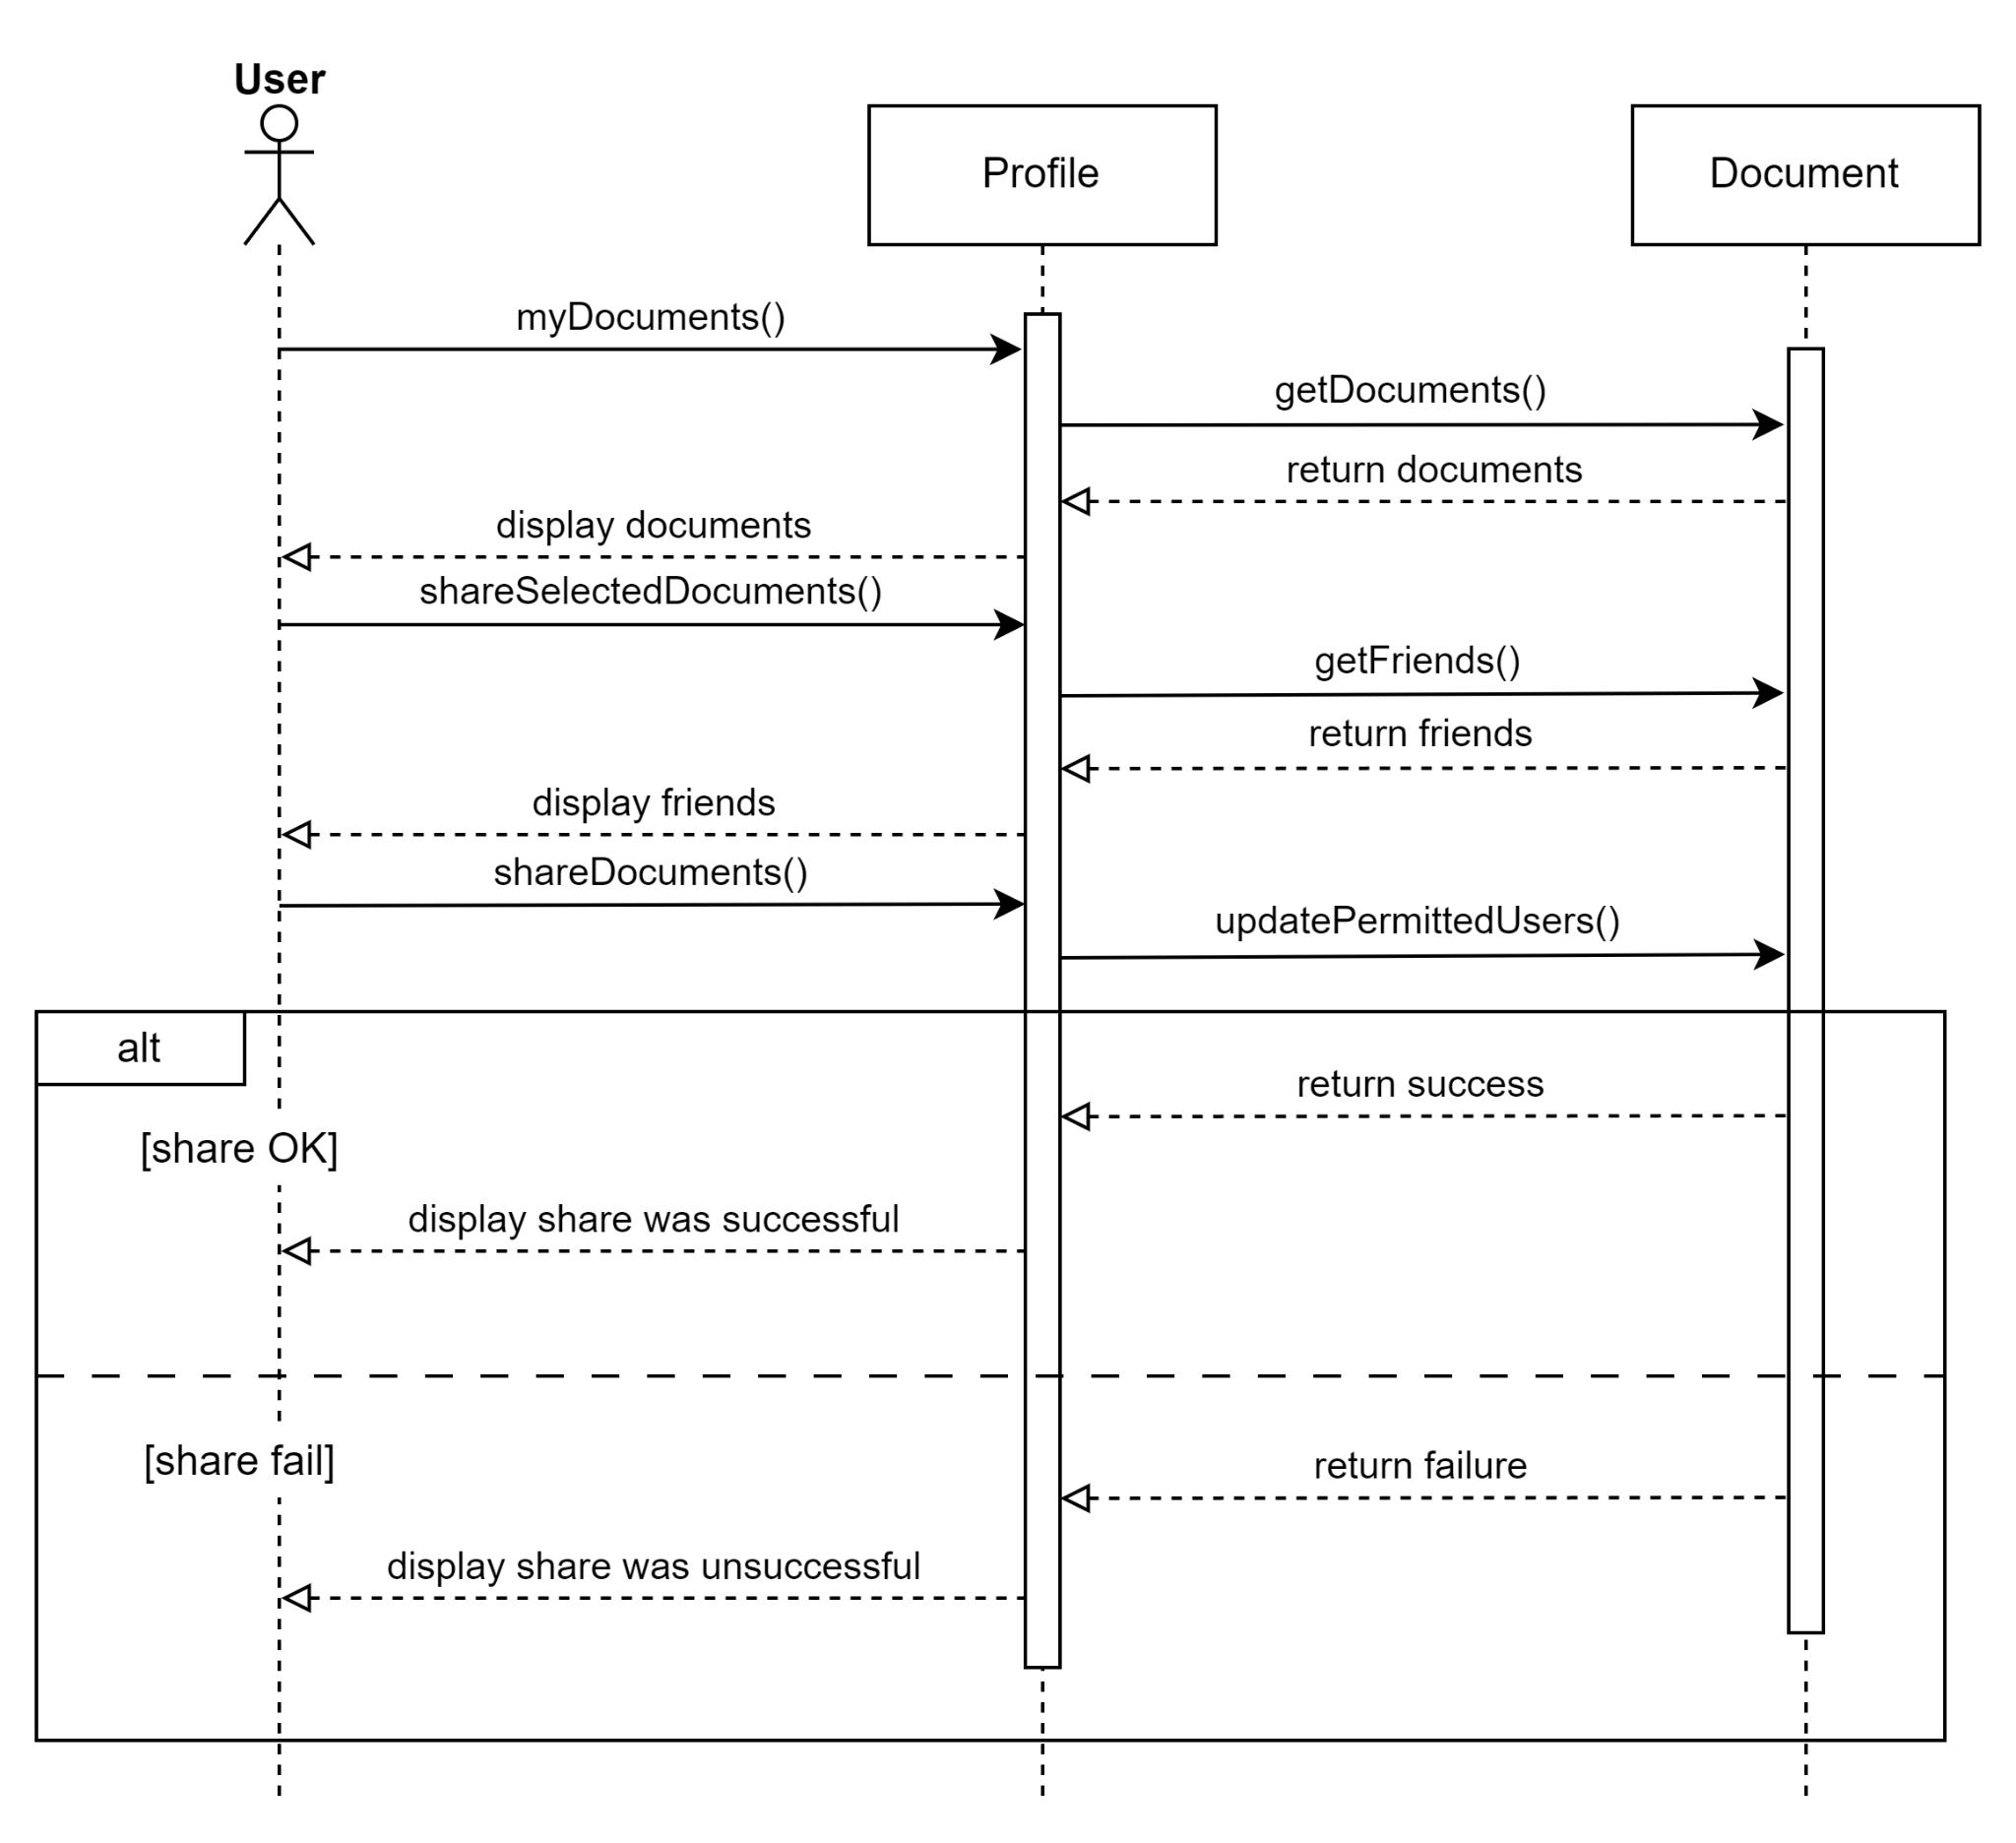 User
Profile
Document
myDocuments()
getDocuments()
return documents
display documents
shareSelectedDocuments()
getFriends()
return friends
display friends
shareDocuments()
updatePermittedUsers()
alt
return success
[share OK]
display share was successful
[share fail]
return failure
display share was unsuccessful